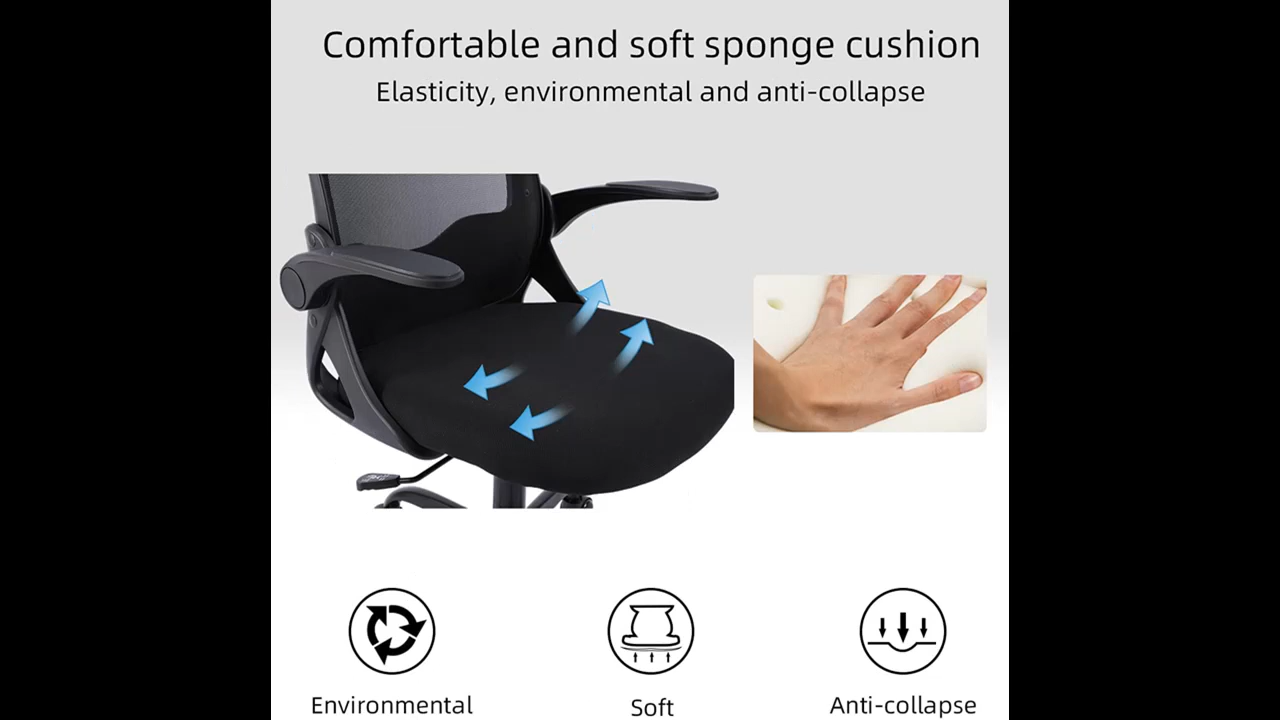 Comfortable and soft sponge cushion
Elasticity, environmental and anti-collapse
Environmental
Soft
Anti-collapse